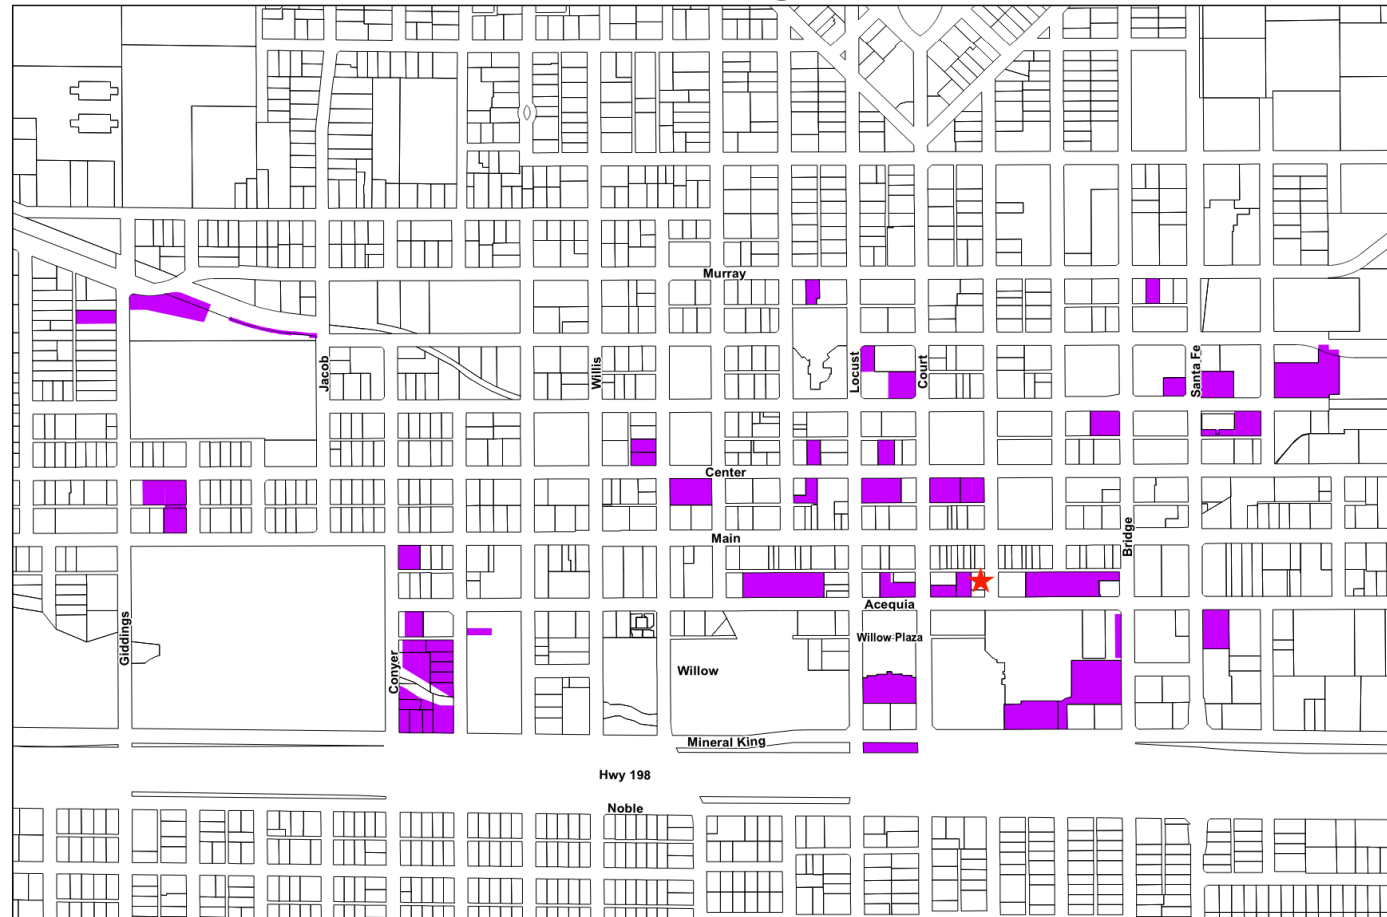 Murray
Jacob
Willis
Locust
Court
Santa Fe
Center
Main
Bridge
Acequia
Giddings
Conyer
Willow Plaza
Willow
Mineral King
Hwy 198
Noble